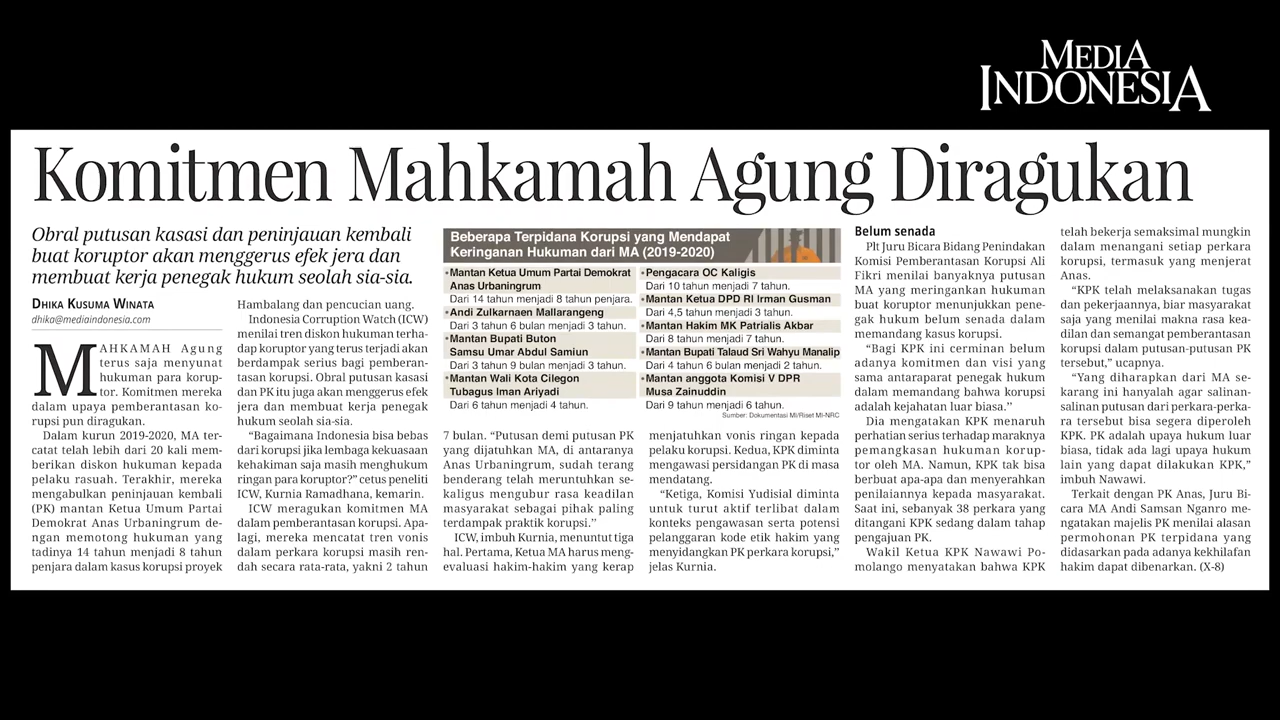 MEDIA
INDONESIA
Komitmen Mahkamah Agung Diragukan
Obral putusan kasasi dan peninjauan kembali
buat koruptor akan menggerus efek jera dan
membuat kerja penegak hukum seolah sia-sia.
DHIKA KUSUMA WINATA
dhika@mediaindonesia.com
MAHKAMAH Agung
terus saja menyunat
hukuman para korup-
tor. Komitmen mereka
dalam upaya pemberantasan ko-
rupsi pun diragukan.
Dalam kurun 2019-2020, MA ter-
catat telah lebih dari 20 kali mem-
berikan diskon hukuman kepada
pelaku rasuah. Terakhir, mereka
mengabulkan peninjauan kembali
(PK) mantan Ketua Umum Partai
Demokrat Anas Urbaningrum de-
ngan memotong hukuman yang
tadinya 14 tahun menjadi 8 tahun
penjara dalam kasus korupsi proyek
Hambalang dan pencucian uang.
Indonesia Corruption Watch (ICW)
menilai tren diskon hukuman terha-
dap koruptor yang terus terjadi akan
berdampak serius bagi pemberan-
tasan korupsi. Obral putusan kasasi
dan PK itu juga akan menggerus efek
jera dan membuat kerja penegak
hukum seolah sia-sia.
“Bagaimana Indonesia bisa bebas
dari korupsi jika lembaga kekuasaan
kehakiman saja masih menghukum
ringan para koruptor?” cetus peneliti
ICW, Kurnia Ramadhana, kemarin.
ICW meragukan komitmen MA
dalam pemberantasan korupsi. Apa-
lagi, mereka mencatat tren vonis
dalam perkara korupsi masih ren-
dah secara rata-rata, yakni 2 tahun
Beberapa Terpidana Korupsi yang Mendapat
Keringanan Hukuman dari MA (2019-2020)
•Mantan Ketua Umum Partai Demokrat
Anas Urbaningrum
Dari 14 tahun menjadi 8 tahun penjara.
•Andi Zulkarnaen Mallarangeng
Dari 3 tahun 6 bulan menjadi 3 tahun.
•Mantan Bupati Buton
Samsu Umar Abdul Samiun
Dari 3 tahun 9 bulan menjadi 3 tahun.
•Mantan Wali Kota Cilegon
Tubagus Iman Ariyadi
Dari 6 tahun menjadi 4 tahun.
•Pengacara OC Kaligis
Dari 10 tahun menjadi 7 tahun.
•Mantan Ketua DPD RI Irman Gusman
Dari 4,5 tahun menjadi 3 tahun.
•Mantan Hakim MK Patrialis Akbar
Dari 8 tahun menjadi 7 tahun.
•Mantan Bupati Talaud Sri Wahyu Manalip
Dari 4 tahun 6 bulan menjadi 2 tahun.
•Mantan anggota Komisi V DPR
Musa Zainuddin
Dari 9 tahun menjadi 6 tahun.
Sumber: Dokumentasi MI/Riset MI-NRC
7 bulan. “Putusan demi putusan PK
yang dijatuhkan MA, di antaranya
Anas Urbaningrum, sudah terang
benderang telah meruntuhkan se-
kaligus mengubur rasa keadilan
masyarakat sebagai pihak paling
terdampak praktik korupsi.’’
ICW, imbuh Kurnia, menuntut tiga
hal. Pertama, Ketua MA harus meng-
evaluasi hakim-hakim yang kerap
menjatuhkan vonis ringan kepada
pelaku korupsi. Kedua, KPK diminta
mengawasi persidangan PK di masa
mendatang.
“Ketiga, Komisi Yudisial diminta
untuk turut aktif terlibat dalam
konteks pengawasan serta potensi
pelanggaran kode etik hakim yang
menyidangkan PK perkara korupsi,”
jelas Kurnia.
Belum senada
Plt Juru Bicara Bidang Penindakan
Komisi Pemberantasan Korupsi Ali
Fikri menilai banyaknya putusan
MA yang meringankan hukuman
buat koruptor menunjukkan pene-
gak hukum belum senada dalam
memandang kasus korupsi.
“Bagi KPK ini cerminan belum
adanya komitmen dan visi yang
sama antaraparat penegak hukum
dalam memandang bahwa korupsi
adalah kejahatan luar biasa.’’
Dia mengatakan KPK menaruh
perhatian serius terhadap maraknya
pemangkasan hukuman korup-
tor oleh MA. Namun, KPK tak bisa
berbuat apa-apa dan menyerahkan
penilaiannya kepada masyarakat.
Saat ini, sebanyak 38 perkara yang
ditangani KPK sedang dalam tahap
pengajuan PK.
Wakil Ketua KPK Nawawi Po-
molango menyatakan bahwa KPK
telah bekerja semaksimal mungkin
dalam menangani setiap perkara
korupsi, termasuk yang menjerat
Anas.
“KPK telah melaksanakan tugas
dan pekerjaannya, biar masyarakat
saja yang menilai makna rasa kea-
dilan dan semangat pemberantasan
korupsi dalam putusan-putusan PK
tersebut,” ucapnya.
“Yang diharapkan dari MA se-
karang ini hanyalah agar salinan-
salinan putusan dari perkara-perka-
ra tersebut bisa segera diperoleh
KPK. PK adalah upaya hukum luar
biasa, tidak ada lagi upaya hukum
lain yang dapat dilakukan KPK,”
imbuh Nawawi.
Terkait dengan PK Anas, Juru Bi-
cara MA Andi Samsan Nganro me-
ngatakan majelis PK menilai alasan
permohonan PK terpidana yang
didasarkan pada adanya kekhilafan
hakim dapat dibenarkan. (X-8)